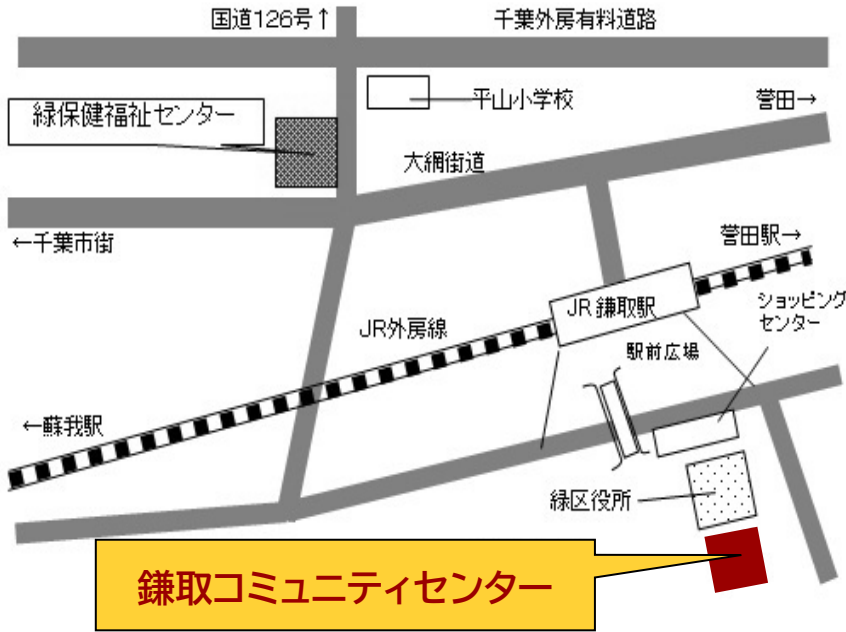 国道126号↑
千葉外房有料道路
緑保健福祉センター
平山小学校
誉田→
大網街道
←千葉市街
誉田駅→
JR鎌取駅
ショッピング
センター
JR外房線
駅前広場
←蘇我駅
緑区役所
鎌取コミュニティセンター